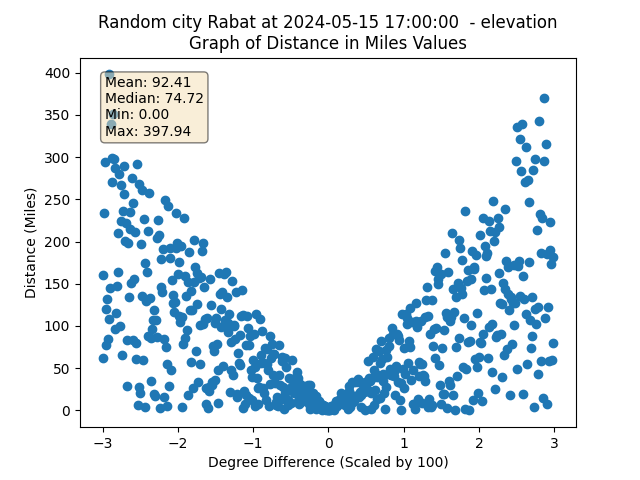 Random city Rabat at 2024-05-15 17:00:00  - elevation
Graph of Distance in Miles Values
Mean: 92.41
Median: 74.72
Min: 0.00
Max: 397.94
Distance (Miles)
400
350
300
250
200
150
100
50
0
−3 −2 −1 0 1 2 3
Degree Difference (Scaled by 100)